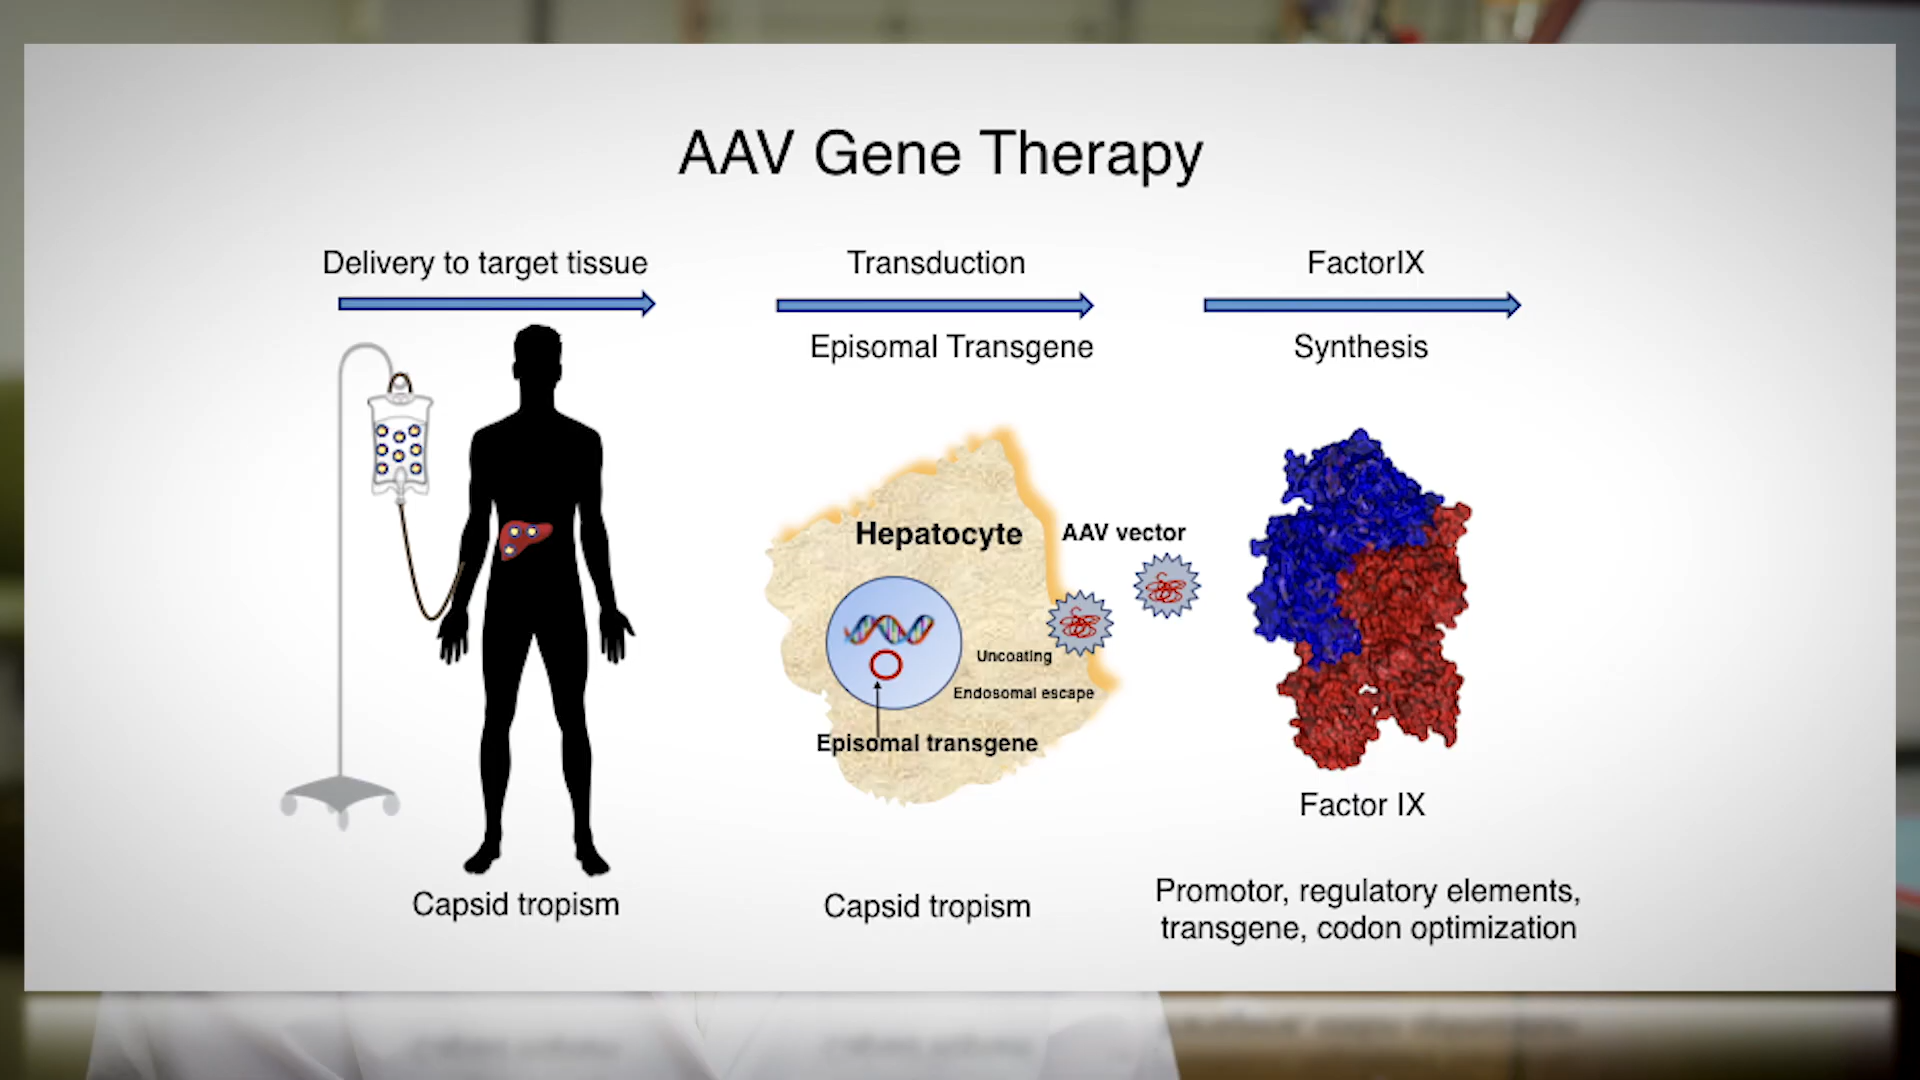 AAV Gene Therapy
Delivery to target tissue
Transduction
Episomal Transgene
FactorIX
Synthesis
Hepatocyte
AAV vector
Uncoating
Endosomal escape
Episomal transgene
Factor IX
Capsid tropism
Capsid tropism
Promotor, regulatory elements,
transgene, codon optimization